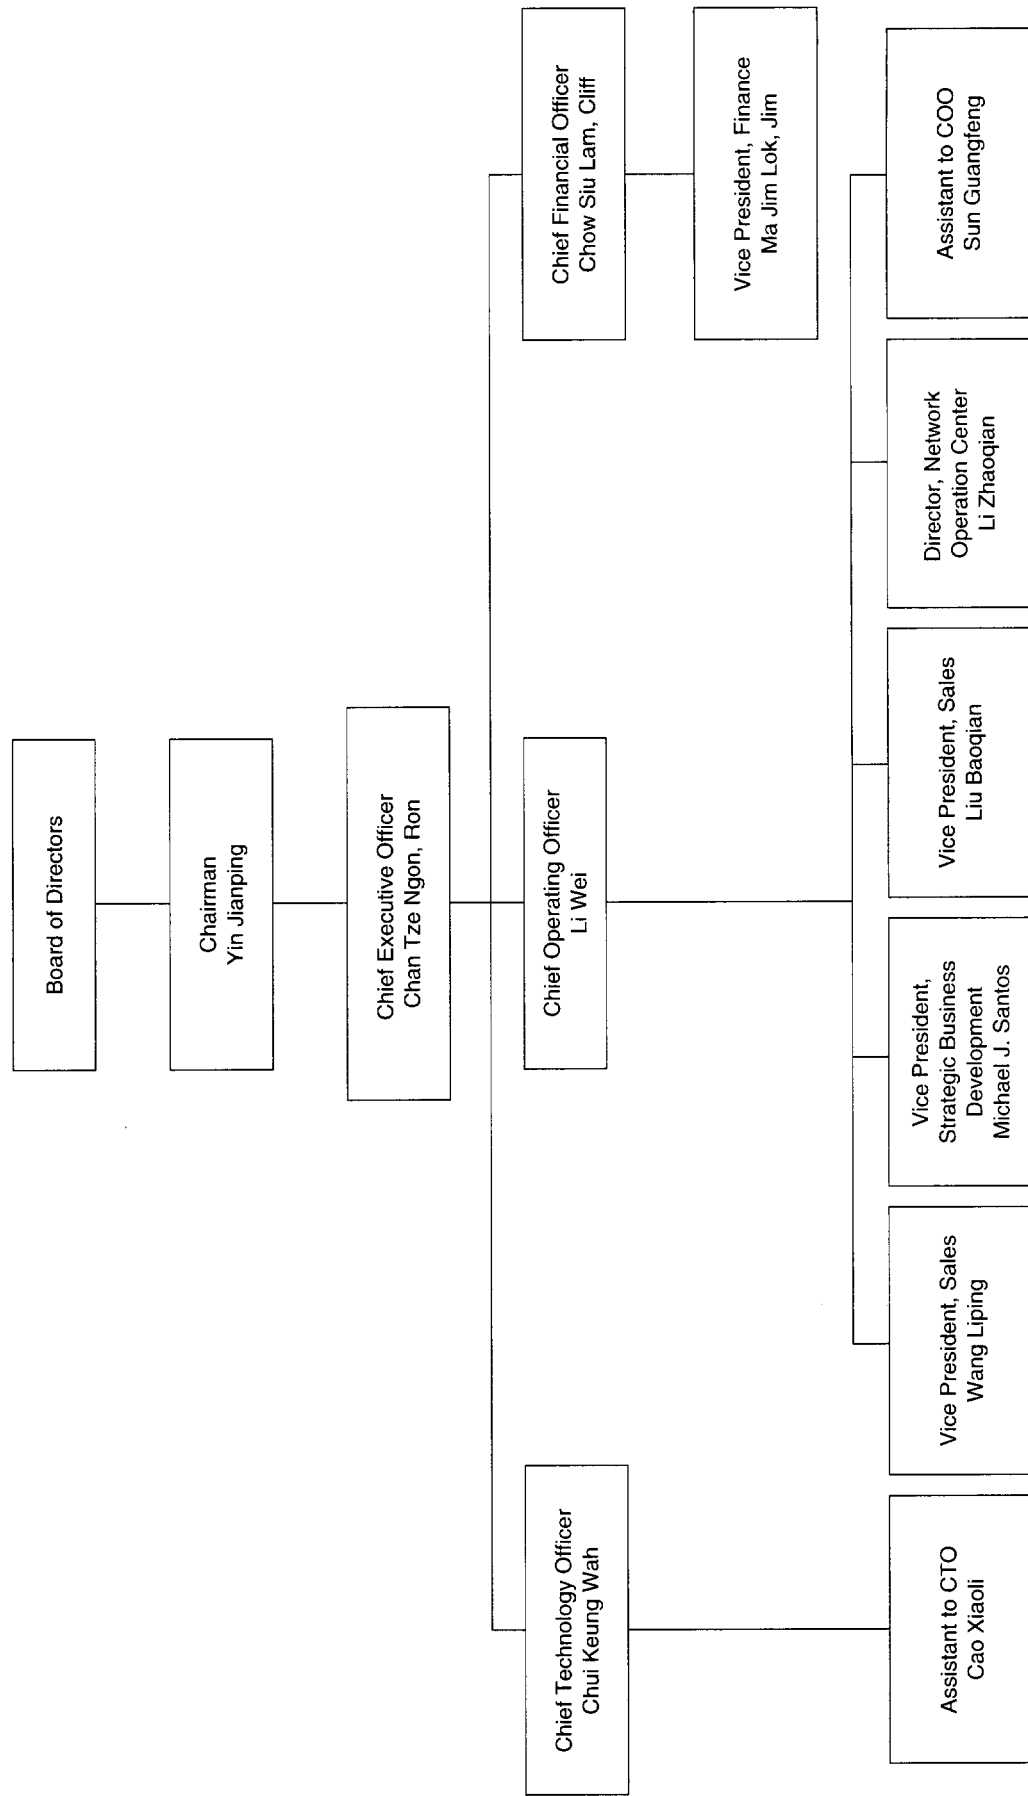 Board of Directors
Chairman
Yin Jianping
Chief Executive Officer
Chan Tze Ngon, Ron
Chief Technology Officer
Chui Keung Wah
Chief Operating Officer
Li Wei
Chief Financial Officer
Chow Siu Lam, Cliff
Vice President, Finance
Ma Jim Lok, Jim
Assistant to CTO
Cao Xiaoli
Vice President, Sales
Wang Liping
Vice President,
Strategic Business
Development
Michael J. Santos
Vice President, Sales
Liu Baoqian
Director, Network
Operation Center
Li Zhaoqian
Assistant to COO
Sun Guangfeng